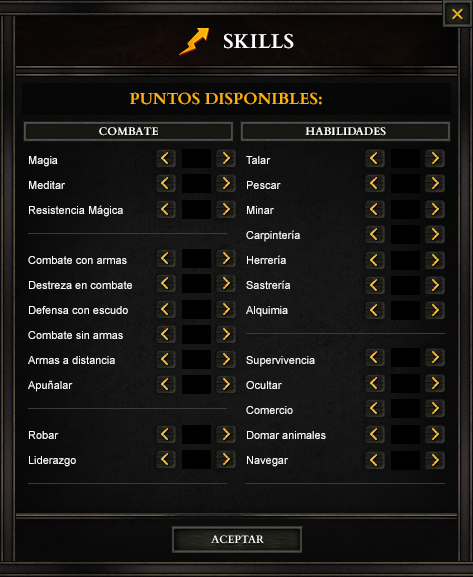 SKILLS
PUNTOS DISPONIBLES:
COMBATE
Magia
Meditar
Resistencia Mágica
Combate con armas
Destreza en combate
Defensa con escudo
Combate sin armas
Armas a distancia
Apuñalar
Robar
Liderazgo
HABILIDADES
Talar
Pescar
Minar
Carpintería
Herrería
Sastrería
Alquimia
Supervivencia
Ocultar
Comercio
Domar animales
Navegar
ACEPTAR